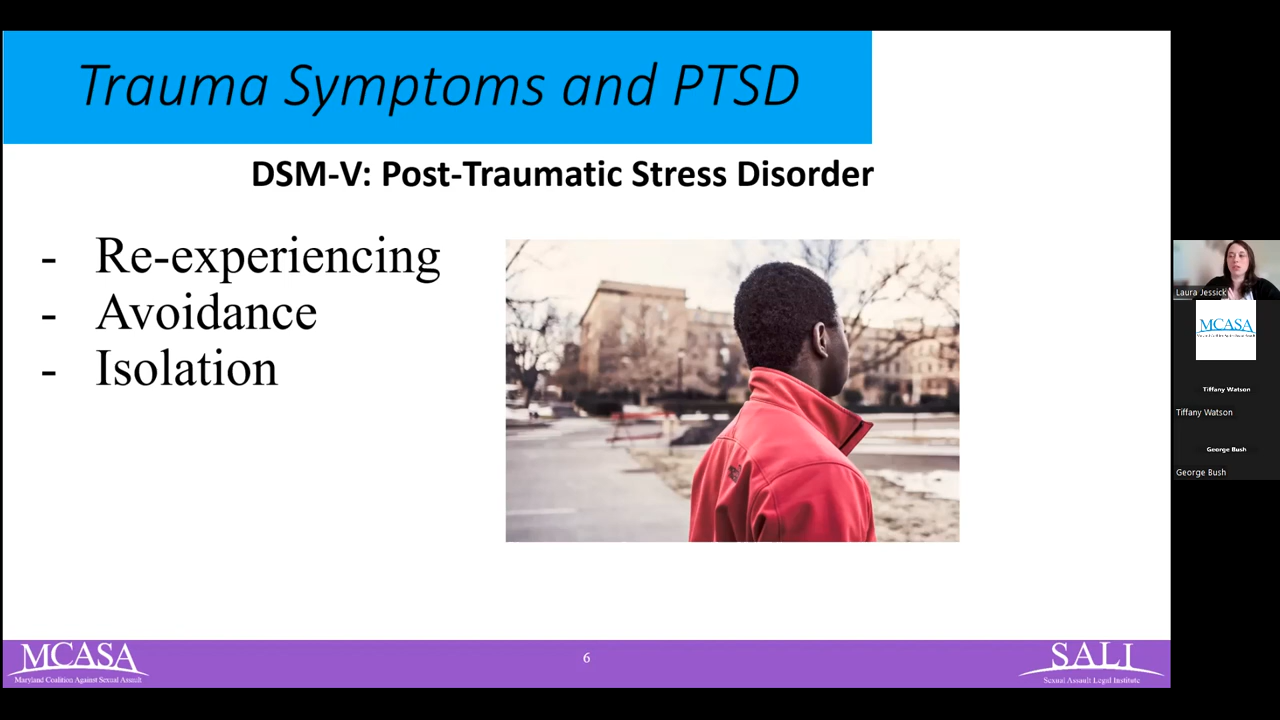 Trauma Symptoms and PTSD
DSM-V: Post-Traumatic Stress Disorder
- Re-experiencing
- Avoidance
- Isolation
MCASA
Maryland Coalition Against Sexual Assault
6
SALI
Sexual Assault Legal Institute
Laura Jessick
MCASA
Tiffany Watson
Tiffany Watson
George Bush
George Bush